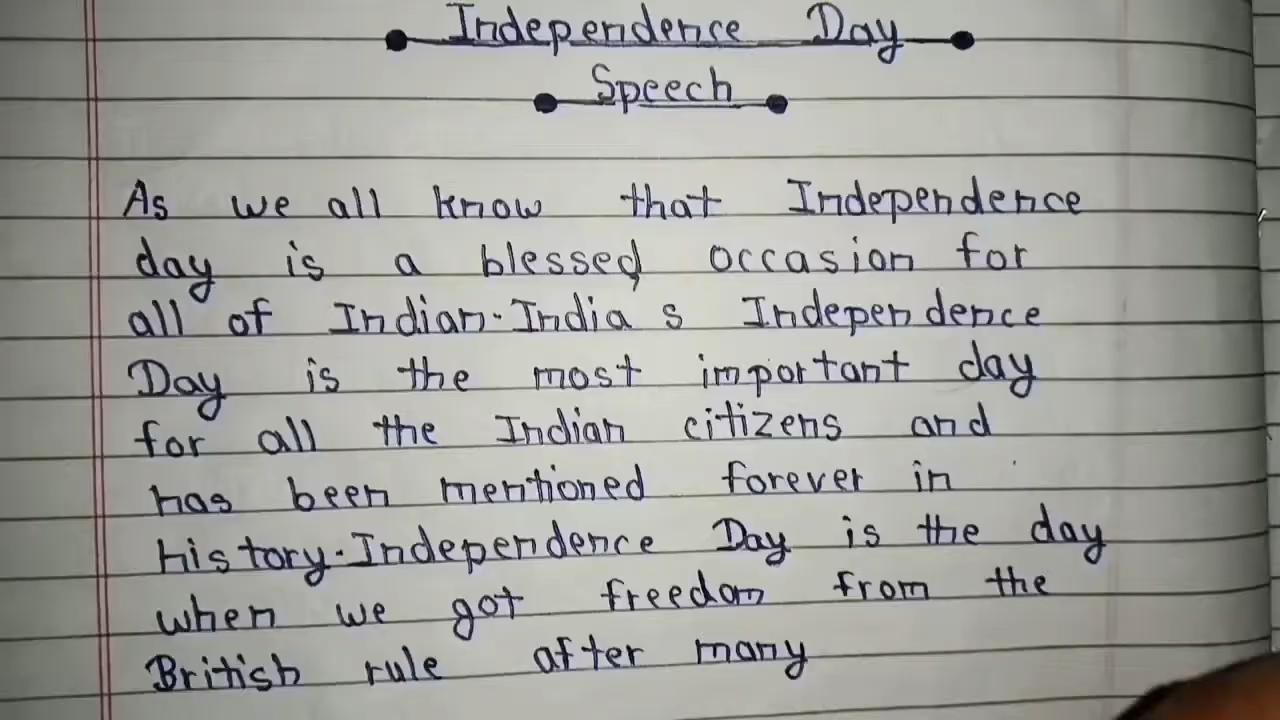 Independence Day
Speech
As we all know that Independence
day is a blessed occasion for
all of Indian. India s Independence
Day is the most important day
for all the Indian citizens and
has been mentioned forever in
history. Independence Day is the day
when we got freedom from the
British rule after many